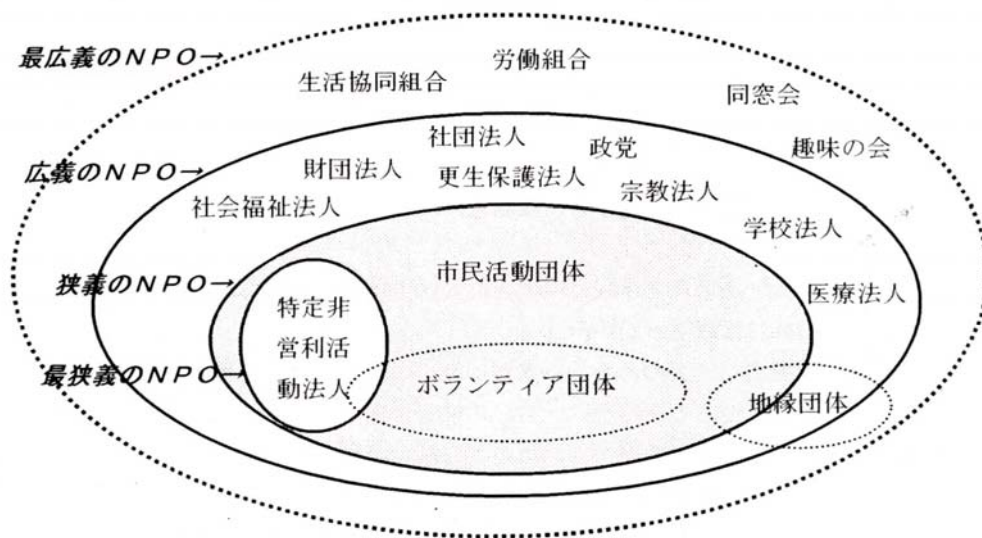 最広義のNPO→
労働組合
生活協同組合
同窓会
社団法人
政党
趣味の会
広義のNPO→
財団法人
更生保護法人
宗教法人
社会福祉法人
学校法人
市民活動団体
狭義のNPO→
医療法人
特定非
営利活
動法人
最狭義のNPO→
ボランティア団体
地縁団体